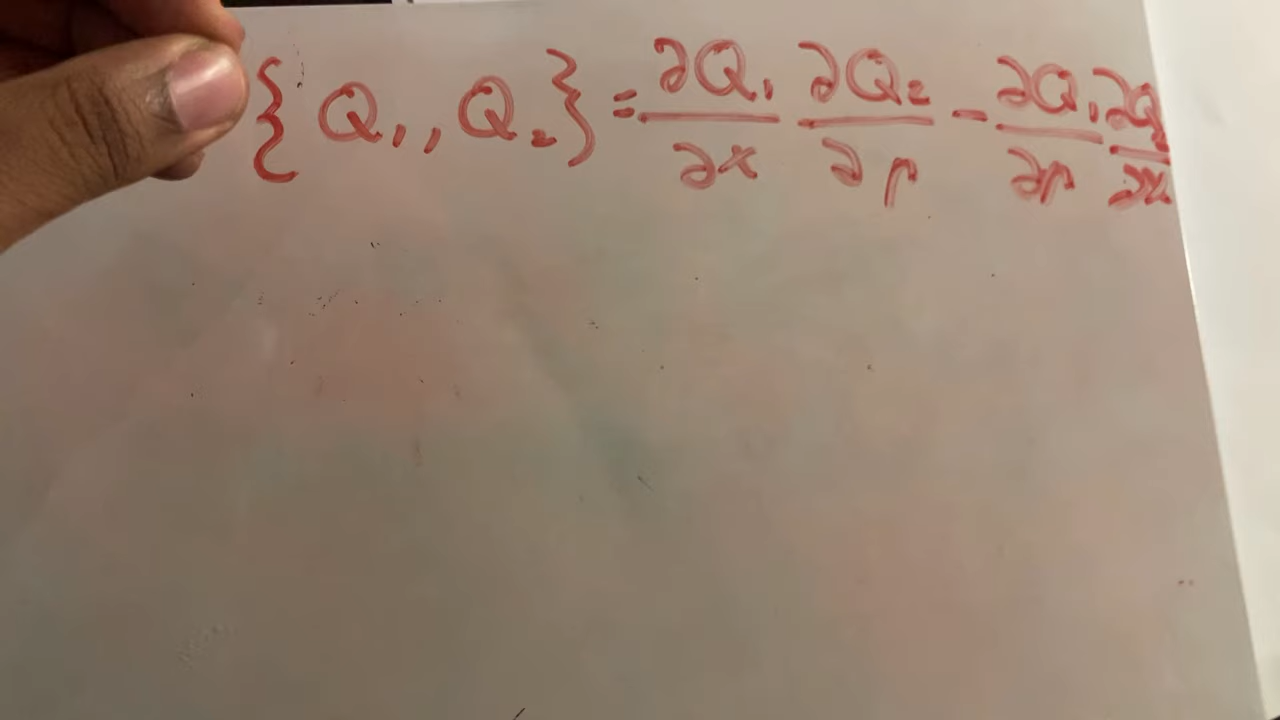 {Q₁, Q₂} = ∂Q₁/∂x ∂Q₂/∂p - ∂Q₁/∂p ∂Q₂/∂x